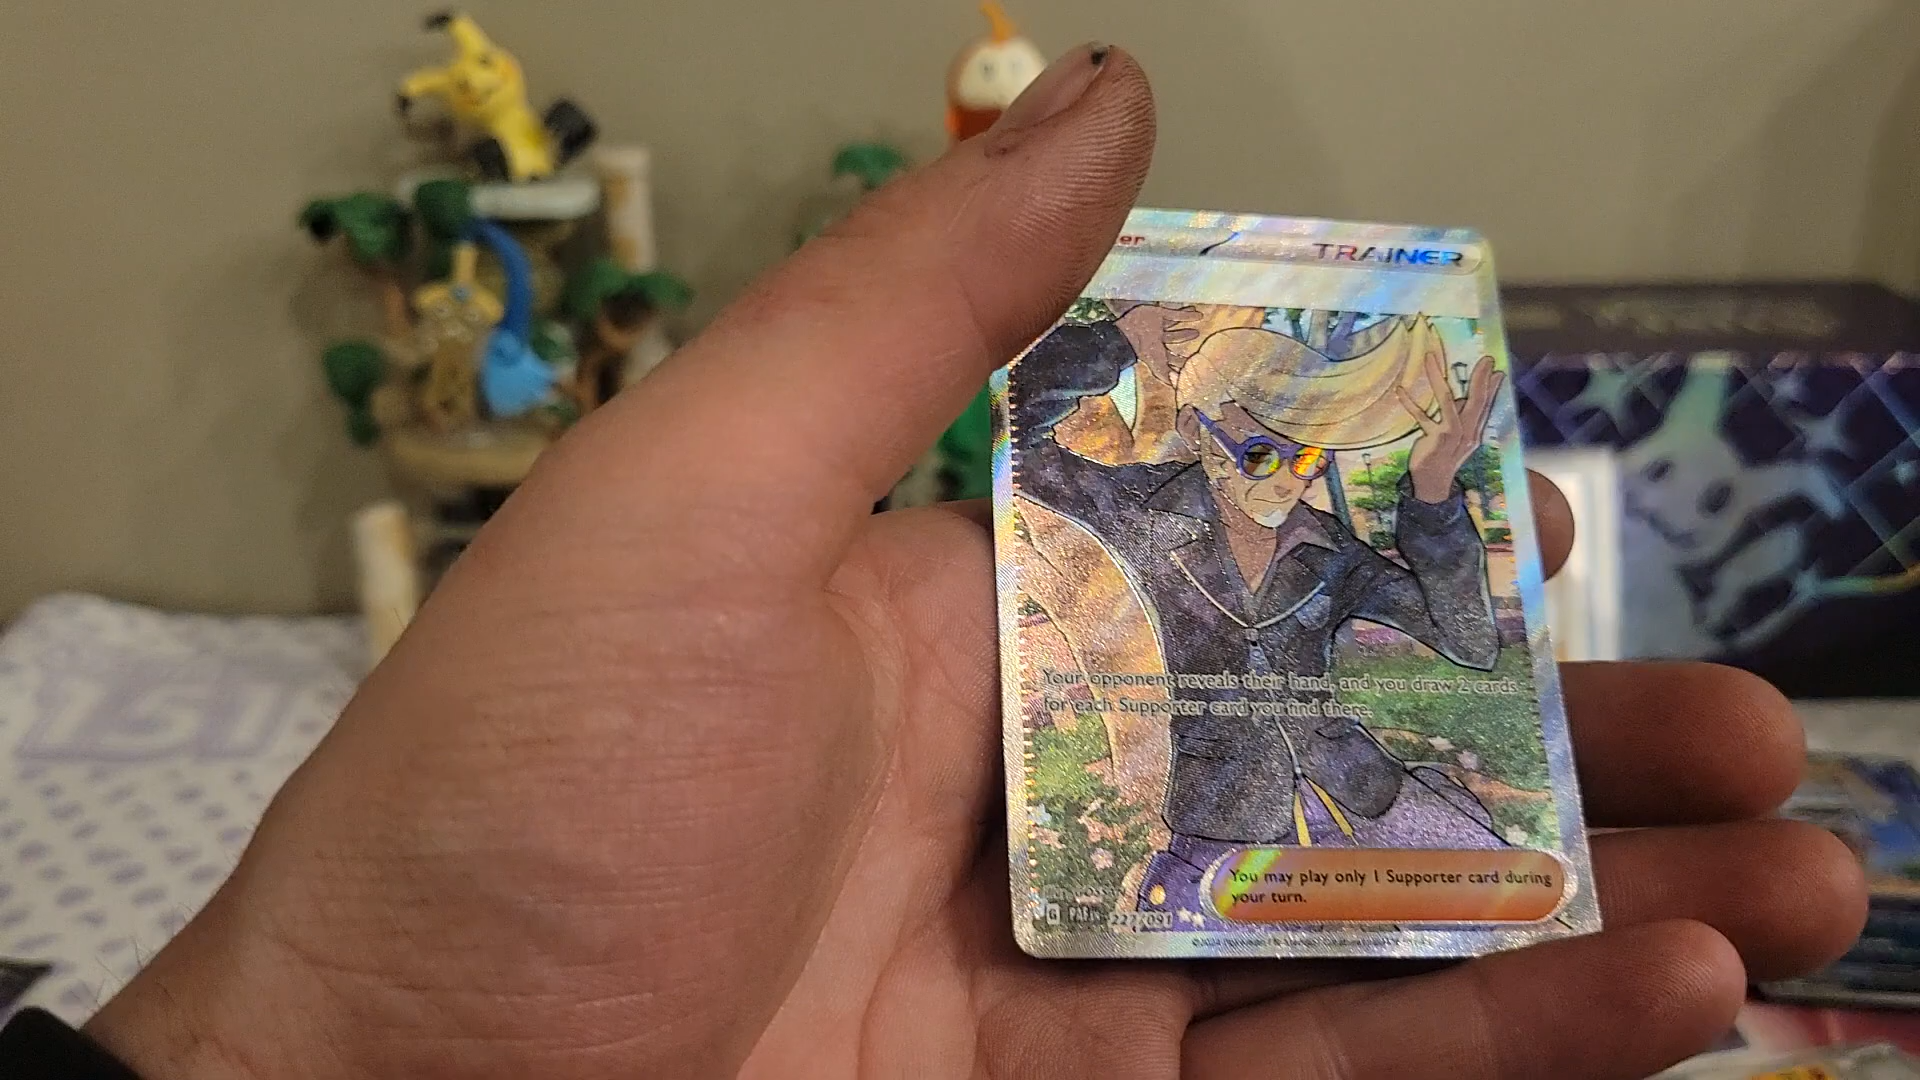 er
TRAINER
Your opponent reveals their hand, and you draw 2 cards
for each Supporter card you find there.
You may play only 1 Supporter card during
your turn.
227/091